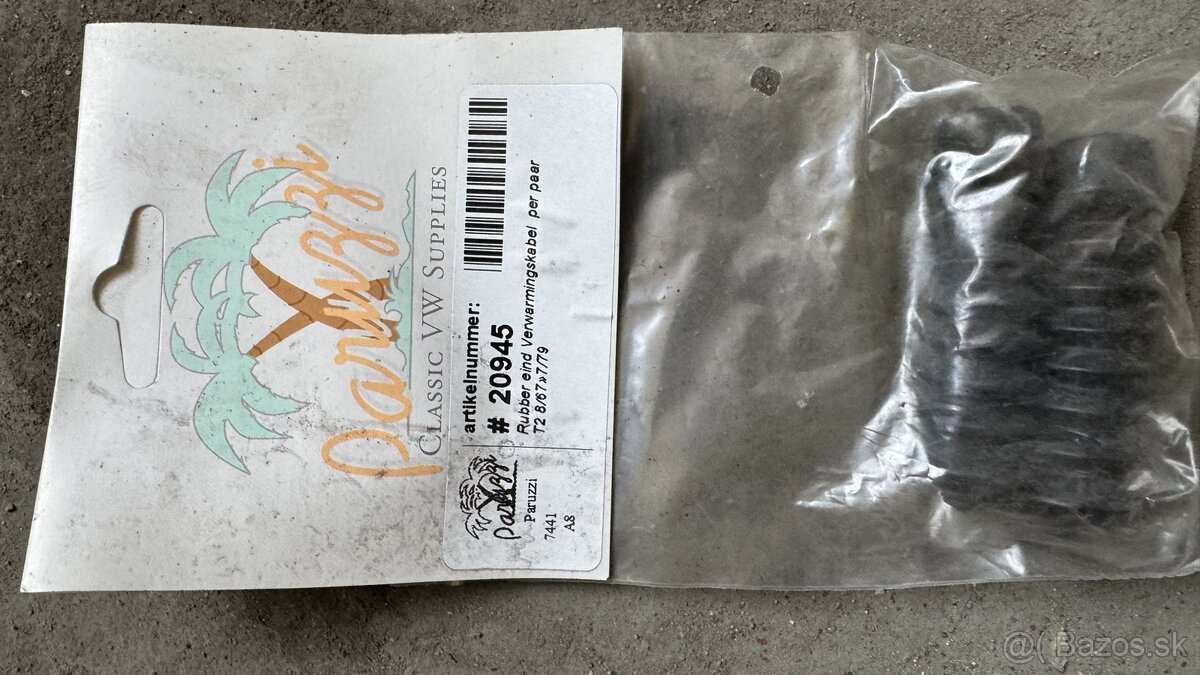 Paruzzi
CLASSIC VW SUPPLIES
artikelnummer:
# 20945
Rubber eind Verwarmingskabel per paar
T2 8/67»7/79
Paruzzi
Paruzzi
7441
A8
@( Bazos.sk